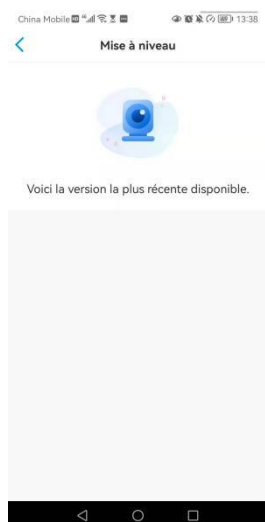 China Mobile 13:38
Mise à niveau
Voici la version la plus récente disponible.